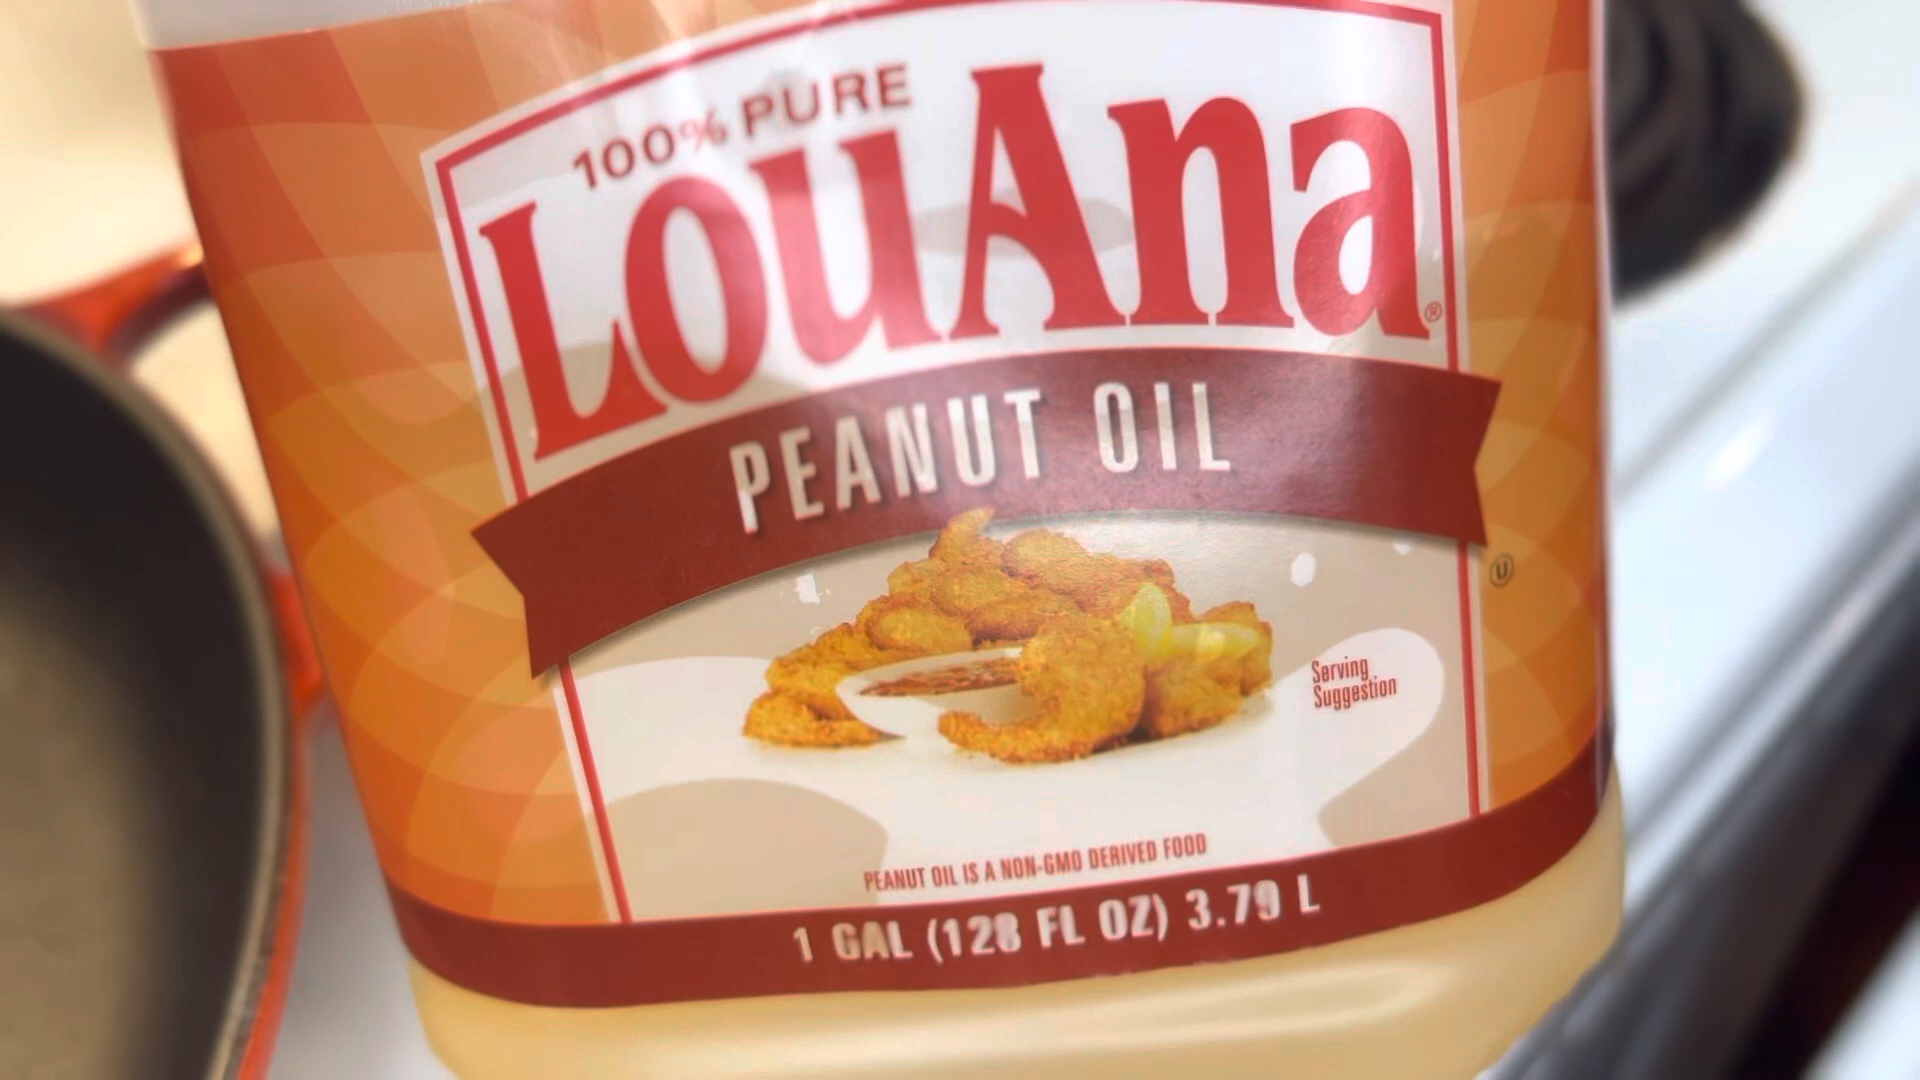 100% PURE
LouAna®
PEANUT OIL
U
Serving
Suggestion
PEANUT OIL IS A NON-GMO DERIVED FOOD
1 GAL (128 FL OZ) 3.79 L